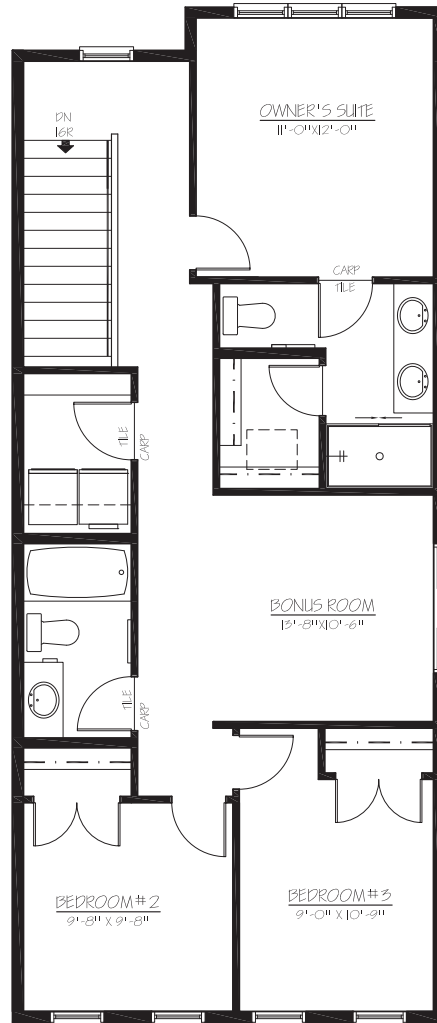 OWNER'S SUITE
11'-0"X12'-0"
DN
16R
CARP
TILE
TILE
CARP
BONUS ROOM
13'-8"X10'-6"
TILE
CARP
BEDROOM #2
9'-8" X 9'-8"
BEDROOM #3
9'-0" X 10'-9"